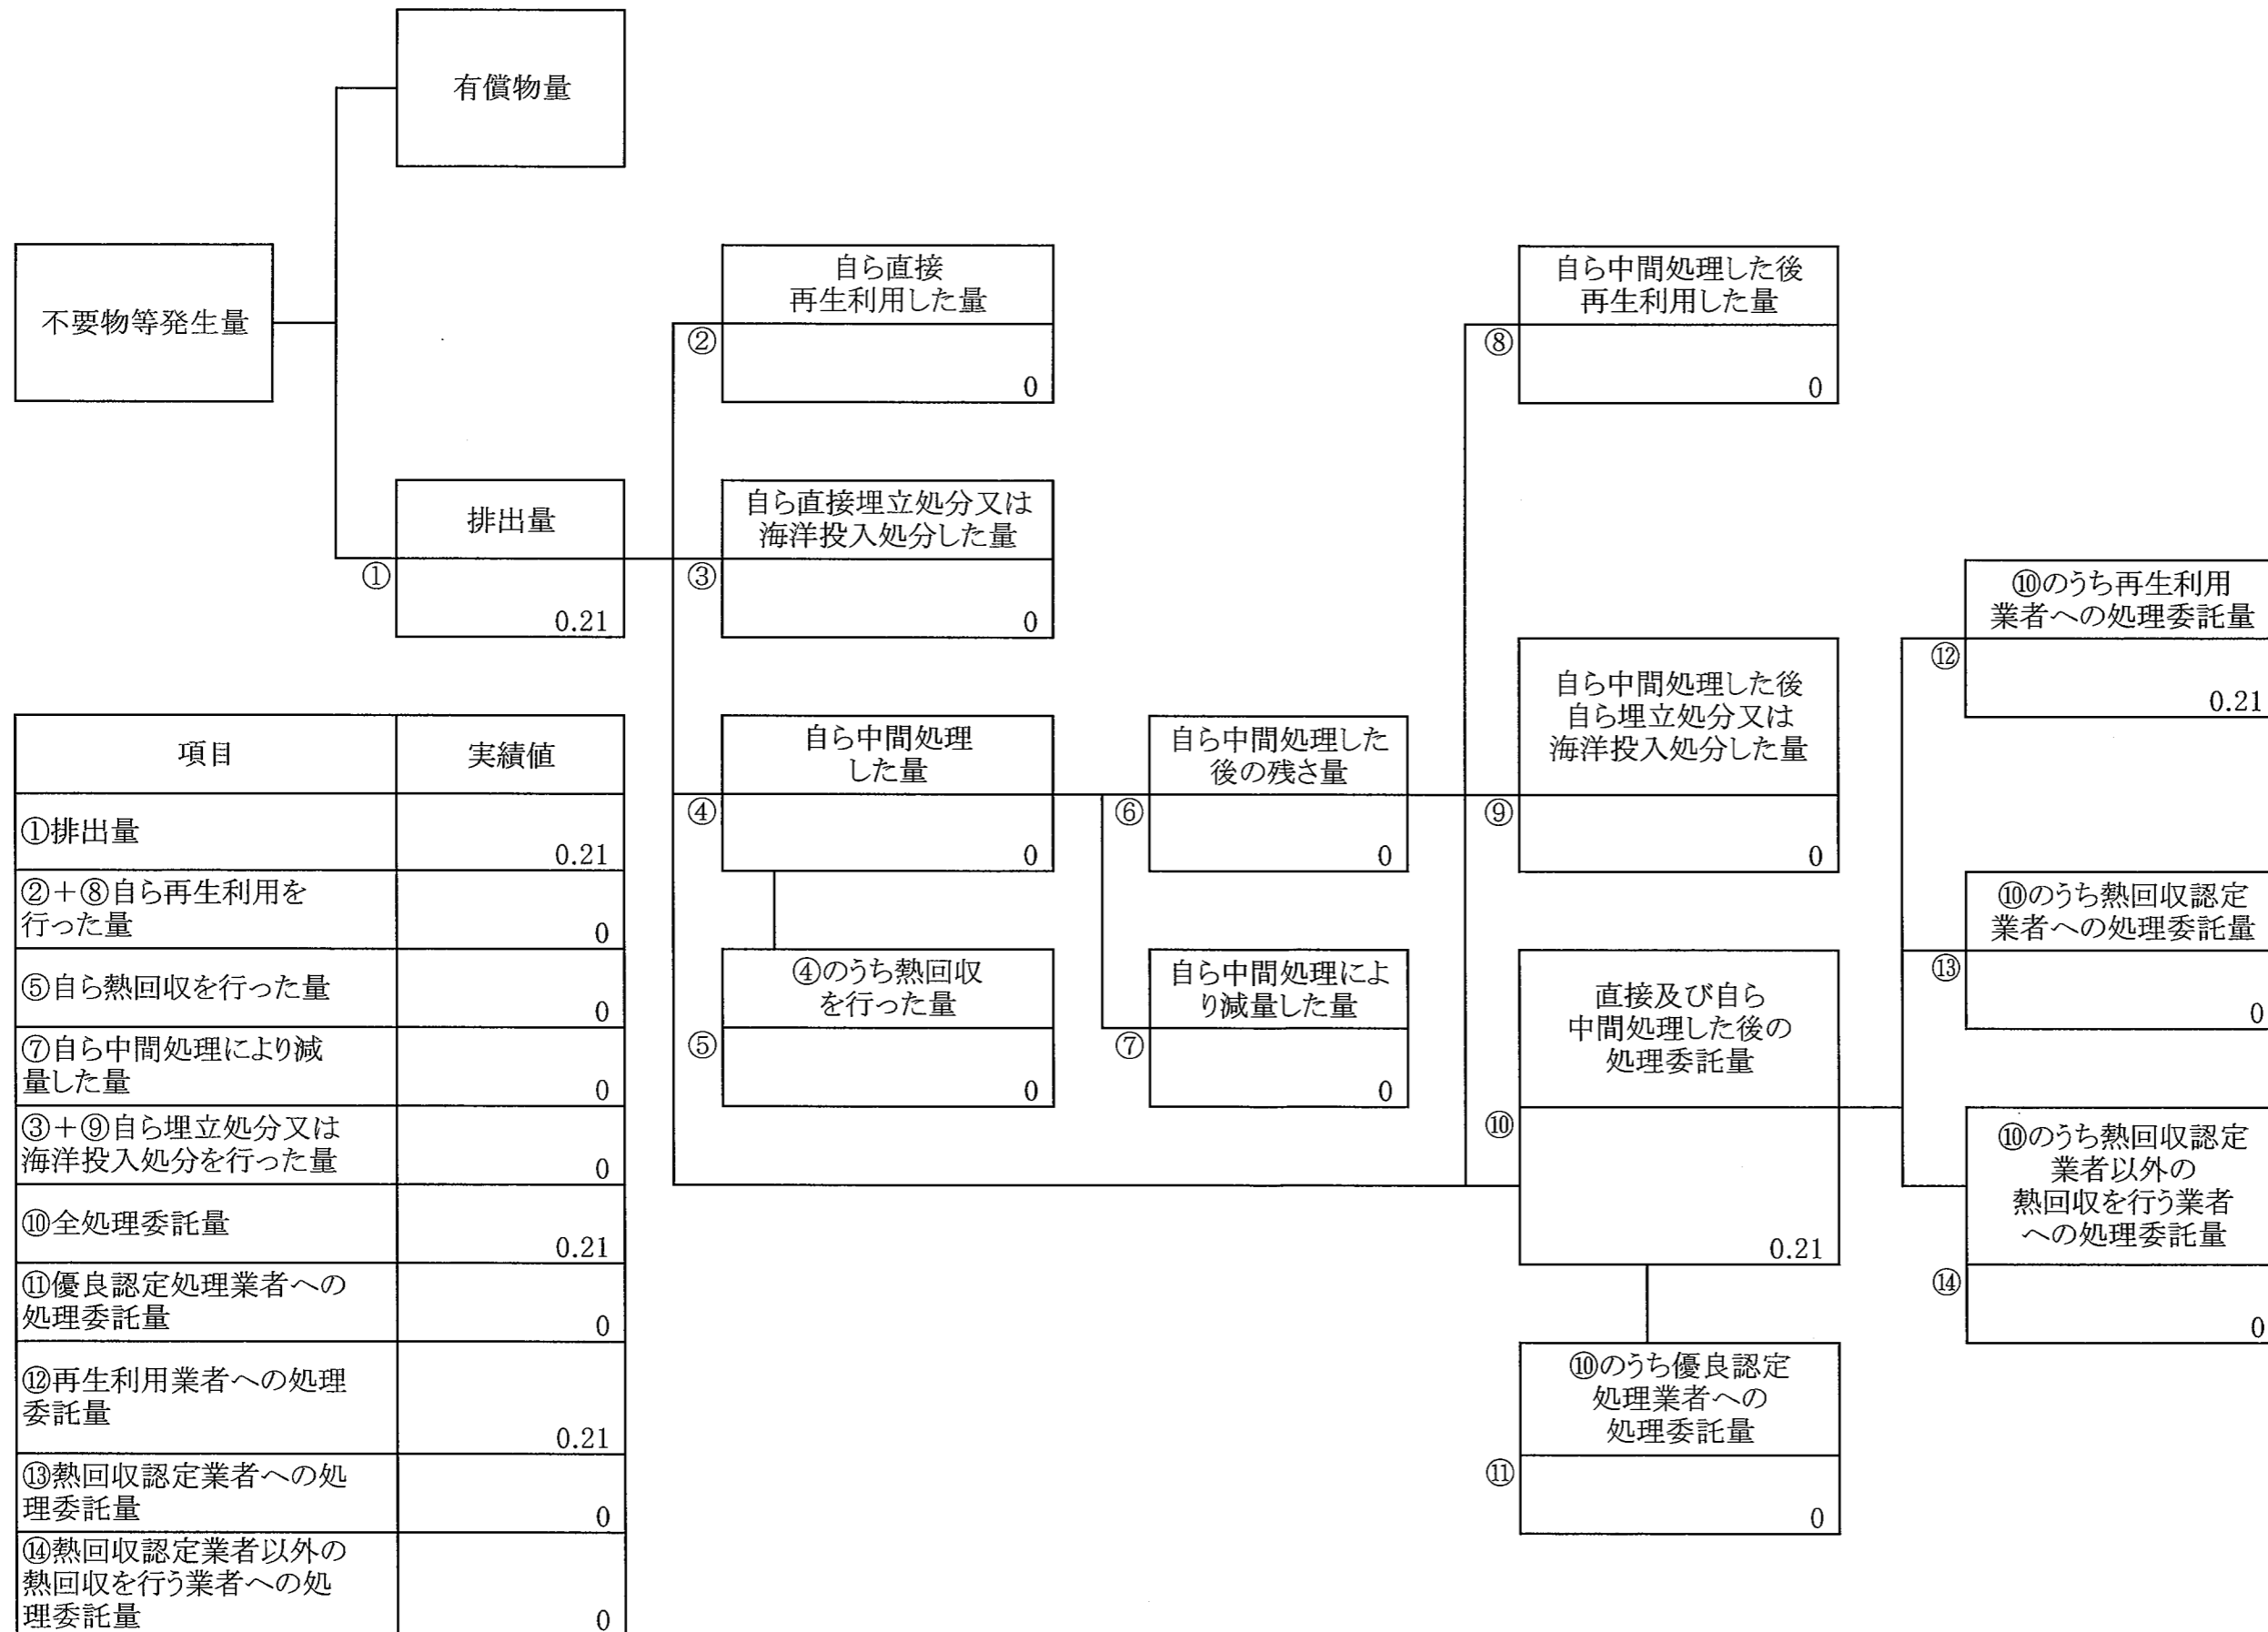 有償物量
不要物等発生量
自ら直接
再生利用した量
②
0
自ら中間処理した後
再生利用した量
⑧
0
排出量
①
0.21
自ら直接埋立処分又は
海洋投入処分した量
③
0
⑩のうち再生利用
業者への処理委託量
⑫
0.21
自ら中間処理
した量
④
0
自ら中間処理した
後の残さ量
⑥
0
自ら中間処理した後
自ら埋立処分又は
海洋投入処分した量
⑨
0
⑩のうち熱回収認定
業者への処理委託量
⑬
0
④のうち熱回収
を行った量
⑤
0
自ら中間処理によ
り減量した量
⑦
0
直接及び自ら
中間処理した後の
処理委託量
⑩
0.21
⑩のうち熱回収認定
業者以外の
熱回収を行う業者
への処理委託量
⑭
0
⑩のうち優良認定
処理業者への
処理委託量
⑪
0
項目 実績値
①排出量
0.21
②+⑧自ら再生利用を
行った量
0
⑤自ら熱回収を行った量
0
⑦自ら中間処理により減
量した量
0
③+⑨自ら埋立処分又は
海洋投入処分を行った量
0
⑩全処理委託量
0.21
⑪優良認定処理業者への
処理委託量
0
⑫再生利用業者への処理
委託量
0.21
⑬熱回収認定業者への処
理委託量
0
⑭熱回収認定業者以外の
熱回収を行う業者への処
理委託量
0